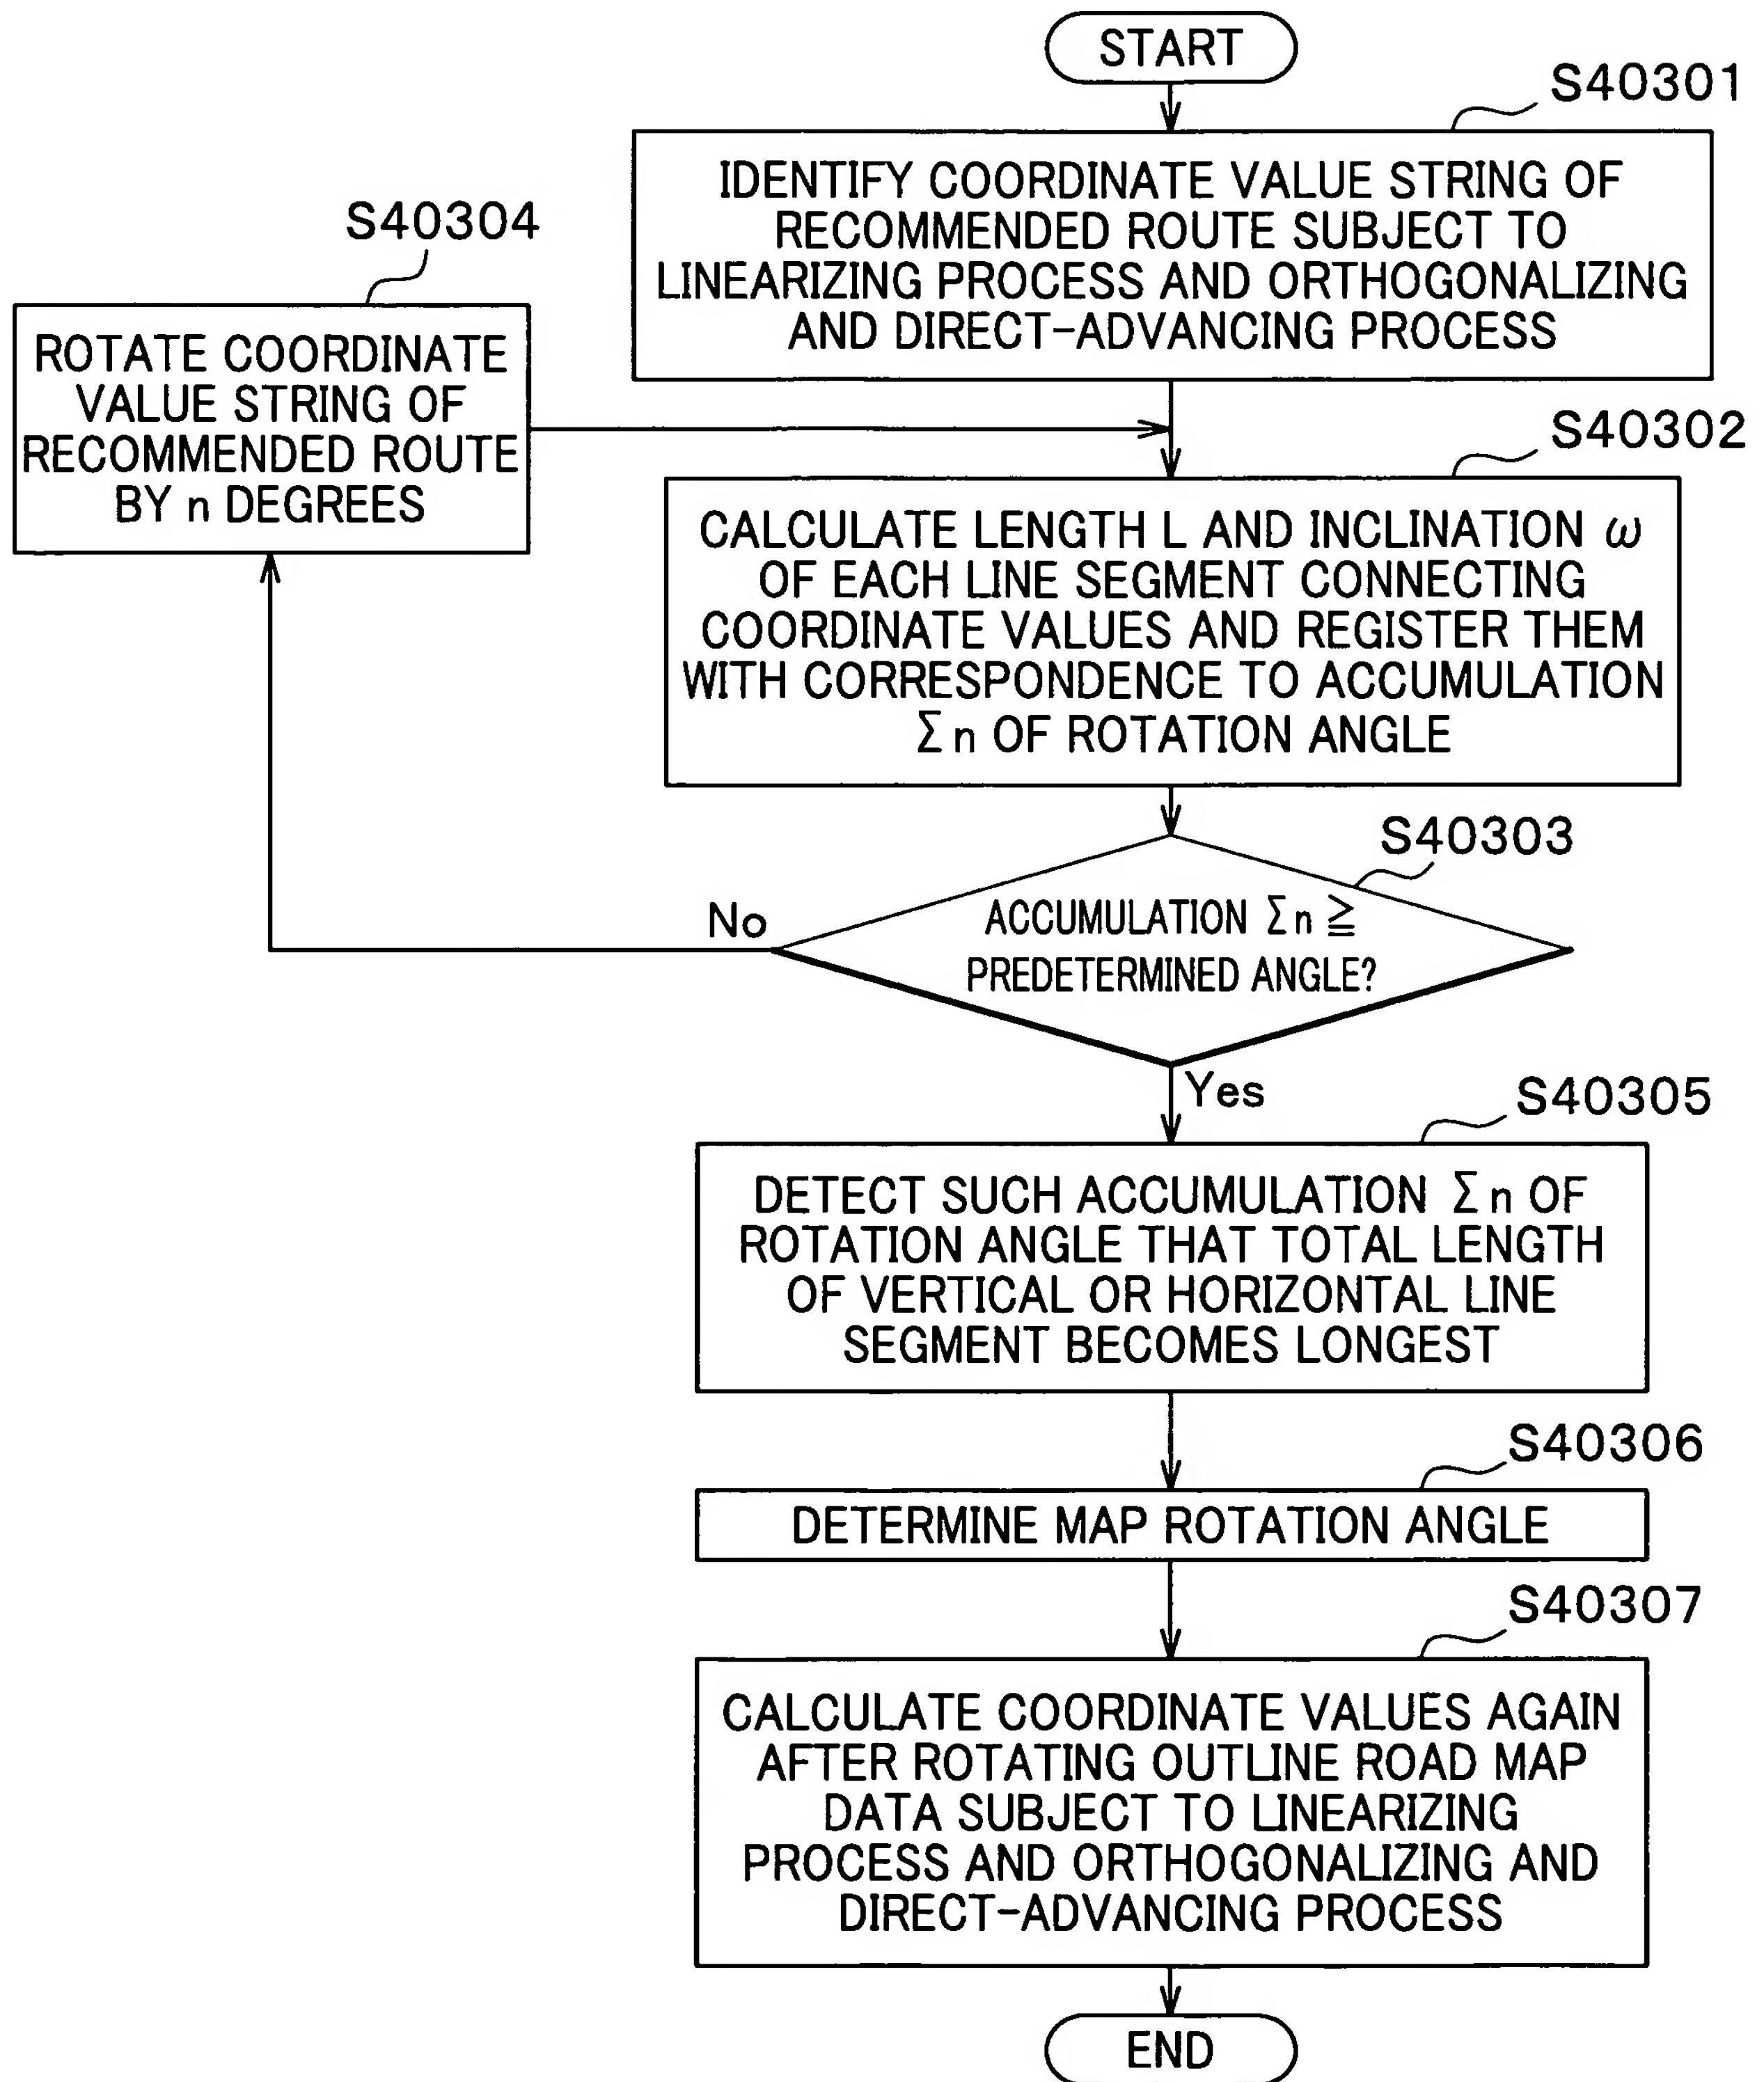 START
S40301
IDENTIFY COORDINATE VALUE STRING OF
RECOMMENDED ROUTE SUBJECT TO
LINEARIZING PROCESS AND ORTHOGONALIZING
AND DIRECT-ADVANCING PROCESS
S40304
ROTATE COORDINATE
VALUE STRING OF
RECOMMENDED ROUTE
BY n DEGREES
S40302
CALCULATE LENGTH L AND INCLINATION ω
OF EACH LINE SEGMENT CONNECTING
COORDINATE VALUES AND REGISTER THEM
WITH CORRESPONDENCE TO ACCUMULATION
Σn OF ROTATION ANGLE
S40303
ACCUMULATION Σn ≧
PREDETERMINED ANGLE?
No
Yes
S40305
DETECT SUCH ACCUMULATION Σn OF
ROTATION ANGLE THAT TOTAL LENGTH
OF VERTICAL OR HORIZONTAL LINE
SEGMENT BECOMES LONGEST
S40306
DETERMINE MAP ROTATION ANGLE
S40307
CALCULATE COORDINATE VALUES AGAIN
AFTER ROTATING OUTLINE ROAD MAP
DATA SUBJECT TO LINEARIZING
PROCESS AND ORTHOGONALIZING AND
DIRECT-ADVANCING PROCESS
END